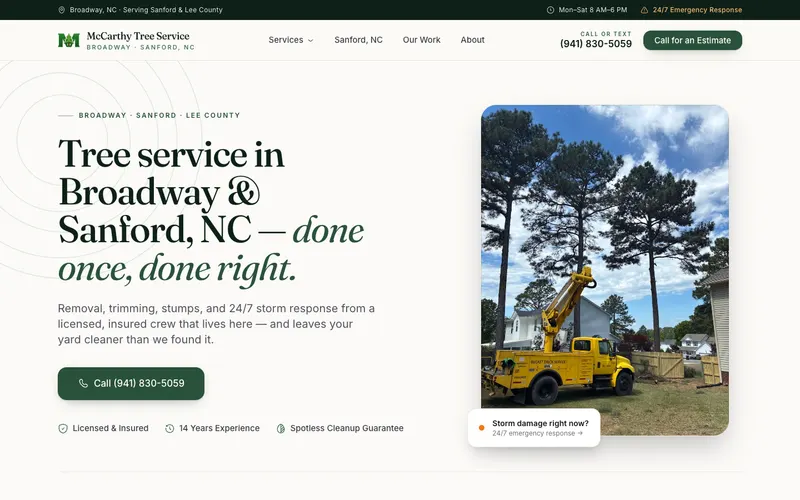 Broadway, NC · Serving Sanford & Lee County
Mon–Sat 8 AM–6 PM
24/7 Emergency Response
McCarthy Tree Service
BROADWAY · SANFORD, NC
Services
Sanford, NC
Our Work
About
CALL OR TEXT
(941) 830-5059
Call for an Estimate
BROADWAY · SANFORD · LEE COUNTY
Tree service in
Broadway &
Sanford, NC — done
once, done right.
Removal, trimming, stumps, and 24/7 storm response from a
licensed, insured crew that lives here — and leaves your
yard cleaner than we found it.
Call (941) 830-5059
Licensed & Insured
14 Years Experience
Spotless Cleanup Guarantee
Storm damage right now?
24/7 emergency response →